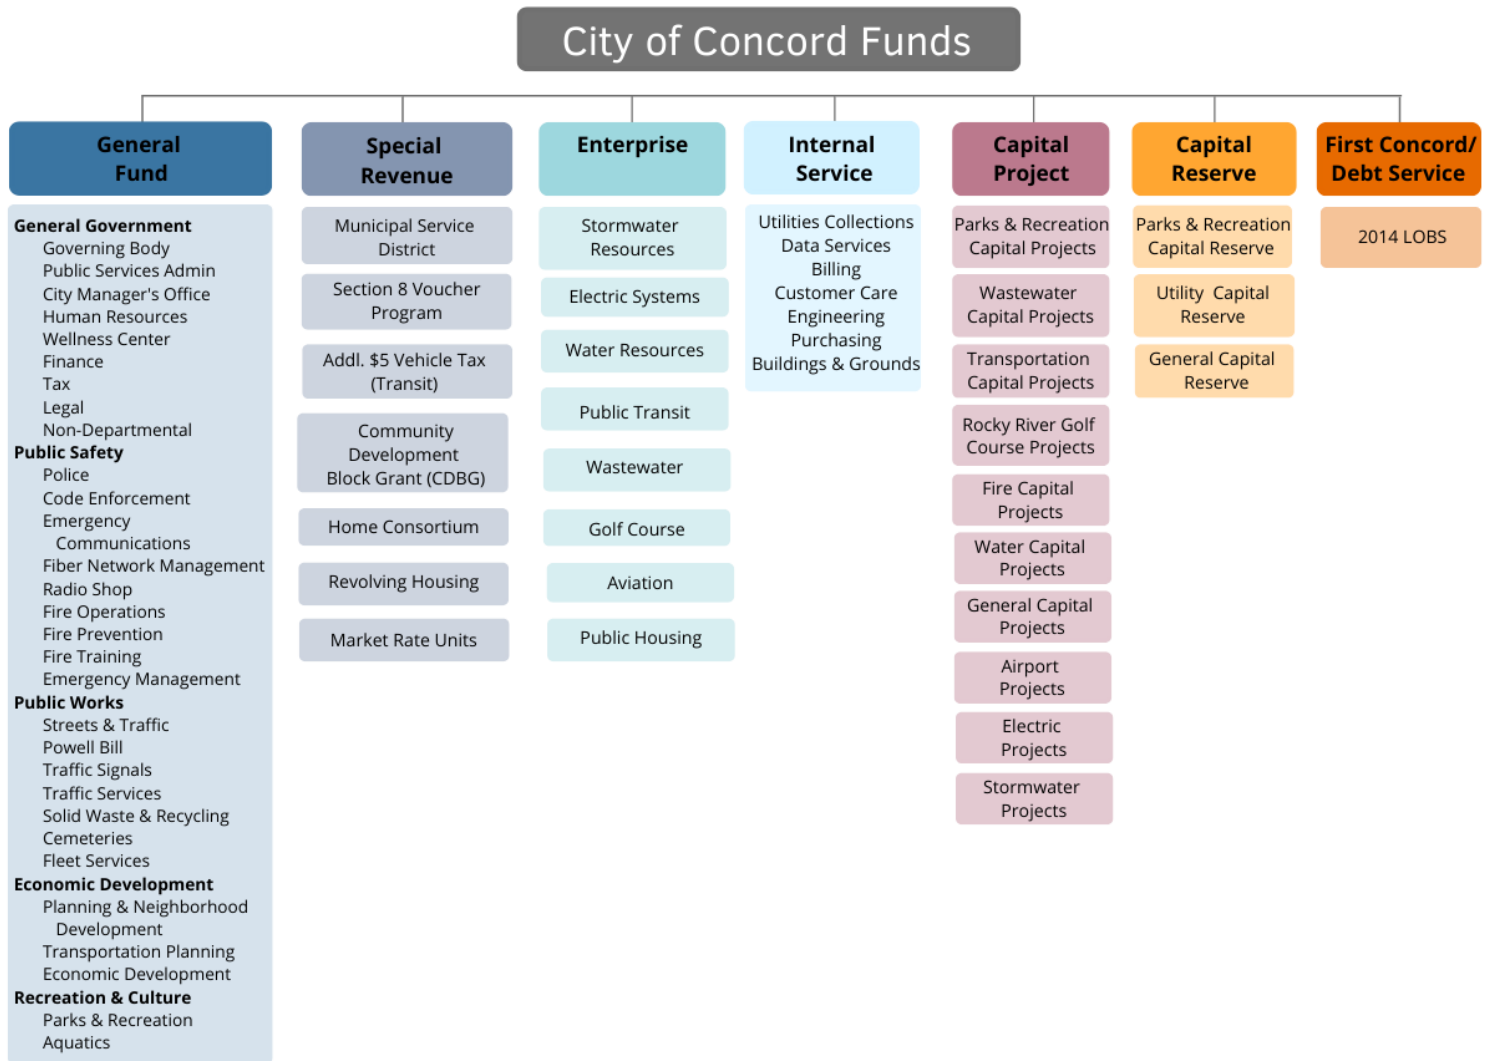 City of Concord Funds
General
Fund
General Government
Governing Body
Public Services Admin
City Manager's Office
Human Resources
Wellness Center
Finance
Tax
Legal
Non-Departmental
Public Safety
Police
Code Enforcement
Emergency
Communications
Fiber Network Management
Radio Shop
Fire Operations
Fire Prevention
Fire Training
Emergency Management
Public Works
Streets & Traffic
Powell Bill
Traffic Signals
Traffic Services
Solid Waste & Recycling
Cemeteries
Fleet Services
Economic Development
Planning & Neighborhood
Development
Transportation Planning
Economic Development
Recreation & Culture
Parks & Recreation
Aquatics
Special
Revenue
Municipal Service
District
Section 8 Voucher
Program
Addl. $5 Vehicle Tax
(Transit)
Community
Development
Block Grant (CDBG)
Home Consortium
Revolving Housing
Market Rate Units
Enterprise
Stormwater
Resources
Electric Systems
Water Resources
Public Transit
Wastewater
Golf Course
Aviation
Public Housing
Internal
Service
Utilities Collections
Data Services
Billing
Customer Care
Engineering
Purchasing
Buildings & Grounds
Capital
Project
Parks & Recreation
Capital Projects
Wastewater
Capital Projects
Transportation
Capital Projects
Rocky River Golf
Course Projects
Fire Capital
Projects
Water Capital
Projects
General Capital
Projects
Airport
Projects
Electric
Projects
Stormwater
Projects
Capital
Reserve
Parks & Recreation
Capital Reserve
Utility Capital
Reserve
General Capital
Reserve
First Concord/
Debt Service
2014 LOBS